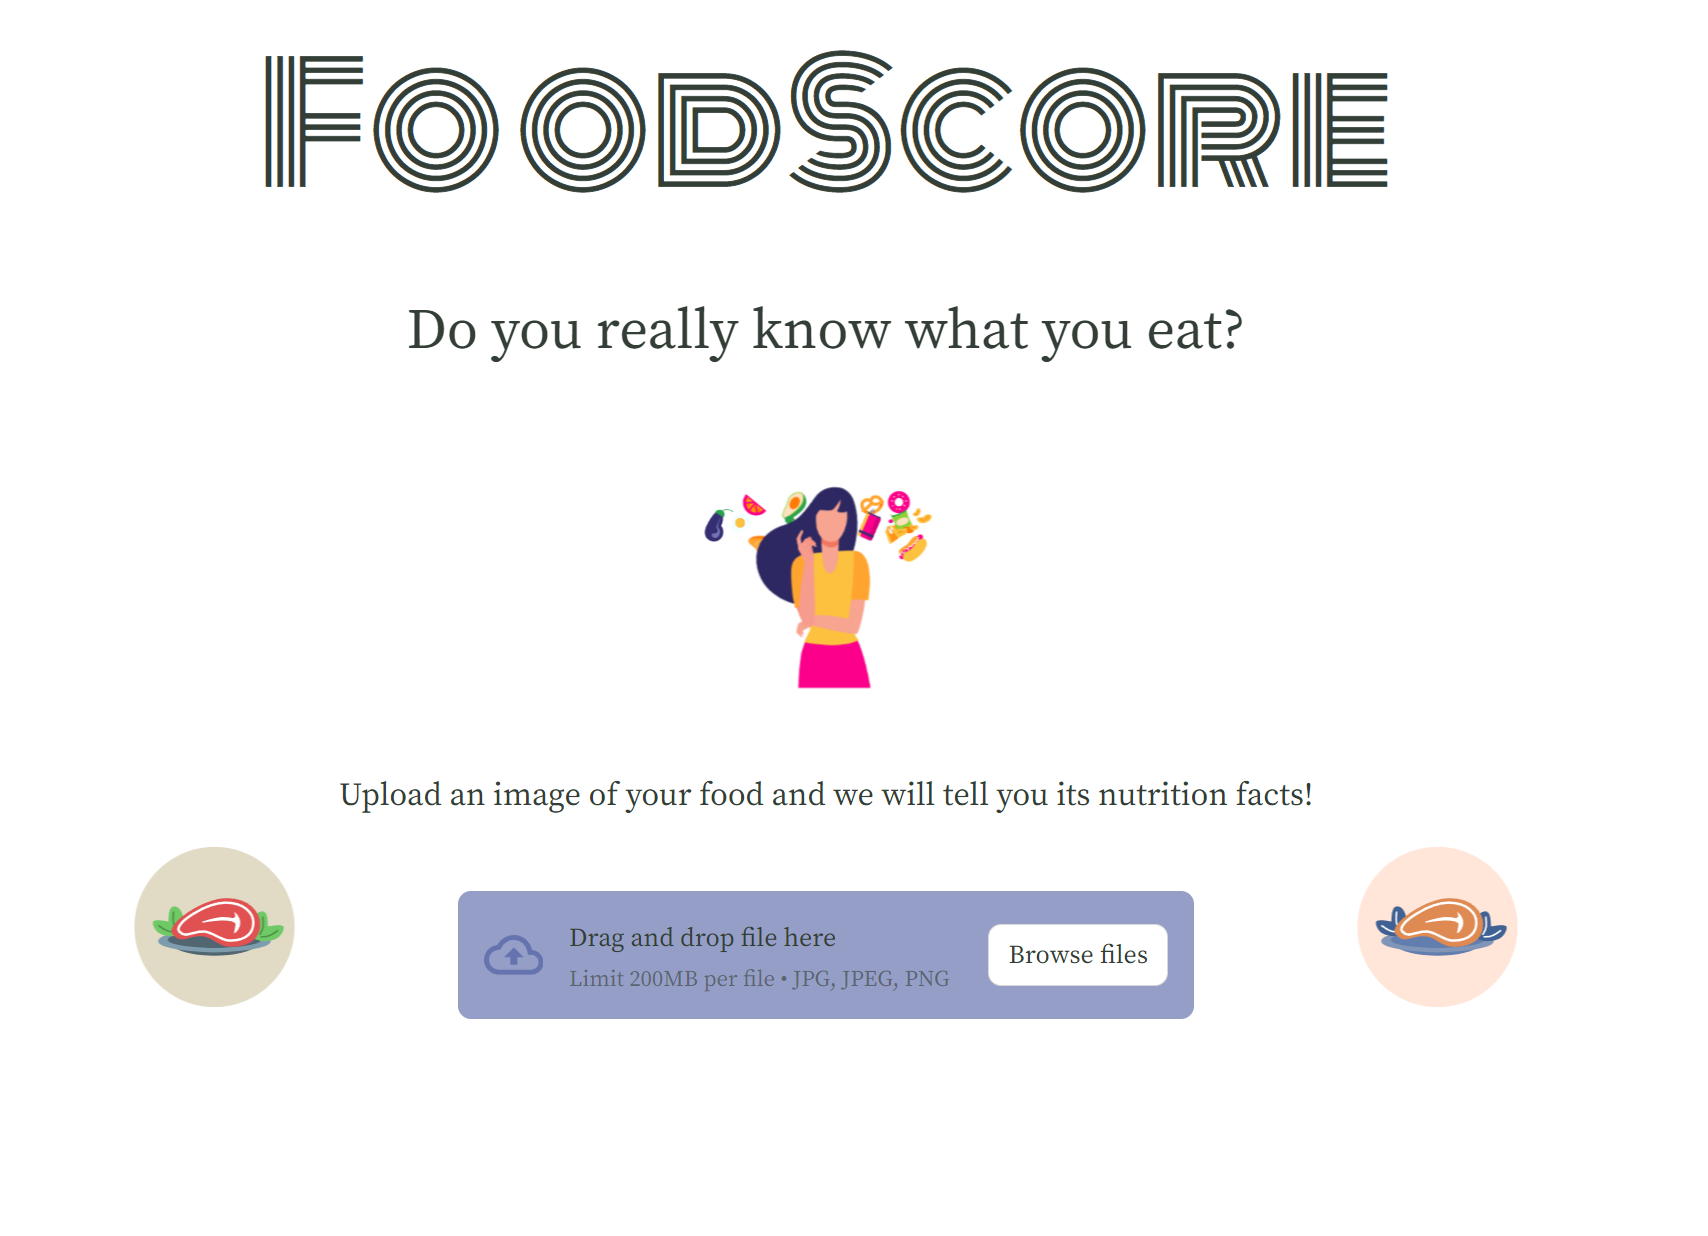 FoodScore
Do you really know what you eat?
Upload an image of your food and we will tell you its nutrition facts!
Drag and drop file here
Limit 200MB per file • JPG, JPEG, PNG
Browse files